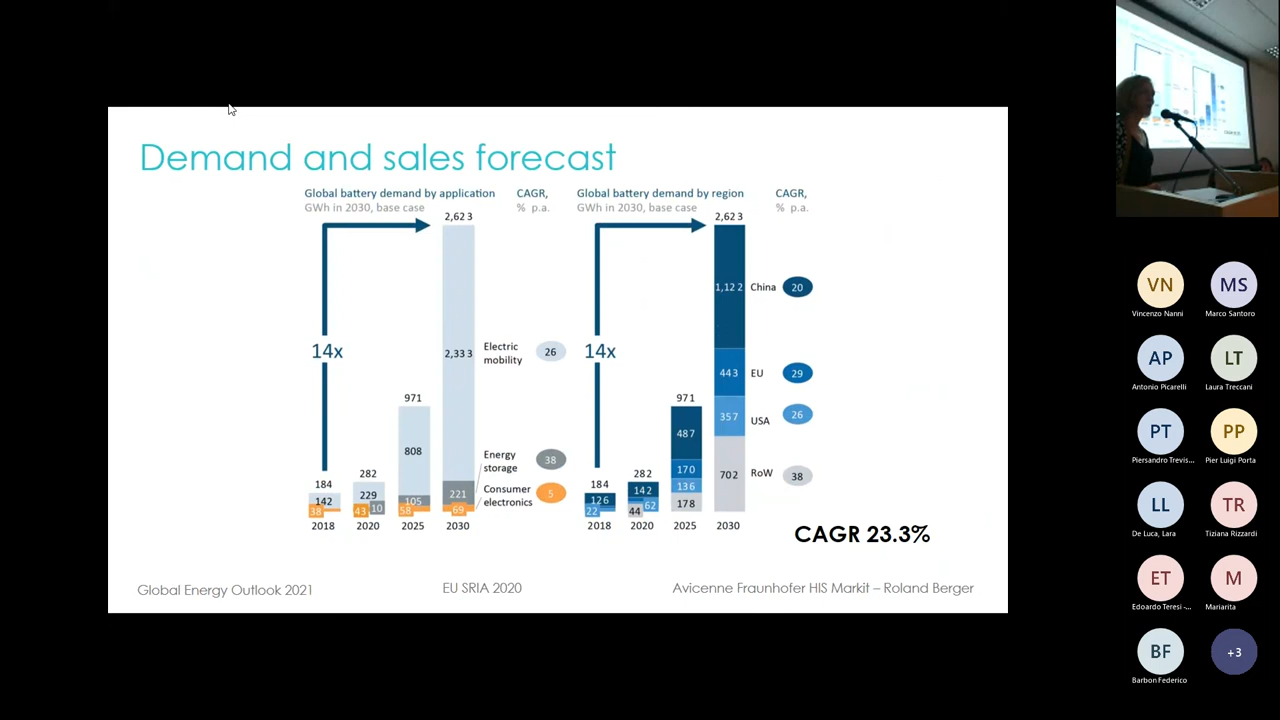 Demand and sales forecast
Global battery demand by application
GWh in 2030, base case
CAGR,
% p.a.
2,623
14x
2,333
Electric
mobility
26
971
808
Energy
storage
38
282
184
142
229
105
221
Consumer
electronics
5
38
43
10
58
69
2018
2020
2025
2030
Global battery demand by region
GWh in 2030, base case
CAGR,
% p.a.
2,623
1,122
China
20
14x
443
EU
29
971
357
USA
26
487
170
702
RoW
38
282
184
142
136
126
62
178
22
44
2018
2020
2025
2030
CAGR 23.3%
Global Energy Outlook 2021
EU SRIA 2020
Avicenne Fraunhofer HIS Markit – Roland Berger
VN
MS
Vincenzo Nanni
Marco Santoro
AP
LT
Antonio Picarelli
Laura Treccani
PT
PP
Piersandro Trevis...
Pier Luigi Porta
LL
TR
De Luca, Lara
Tiziana Rizzardi
ET
M
Edoardo Teresi -...
Mariarita
BF
+3
Barbon Federico